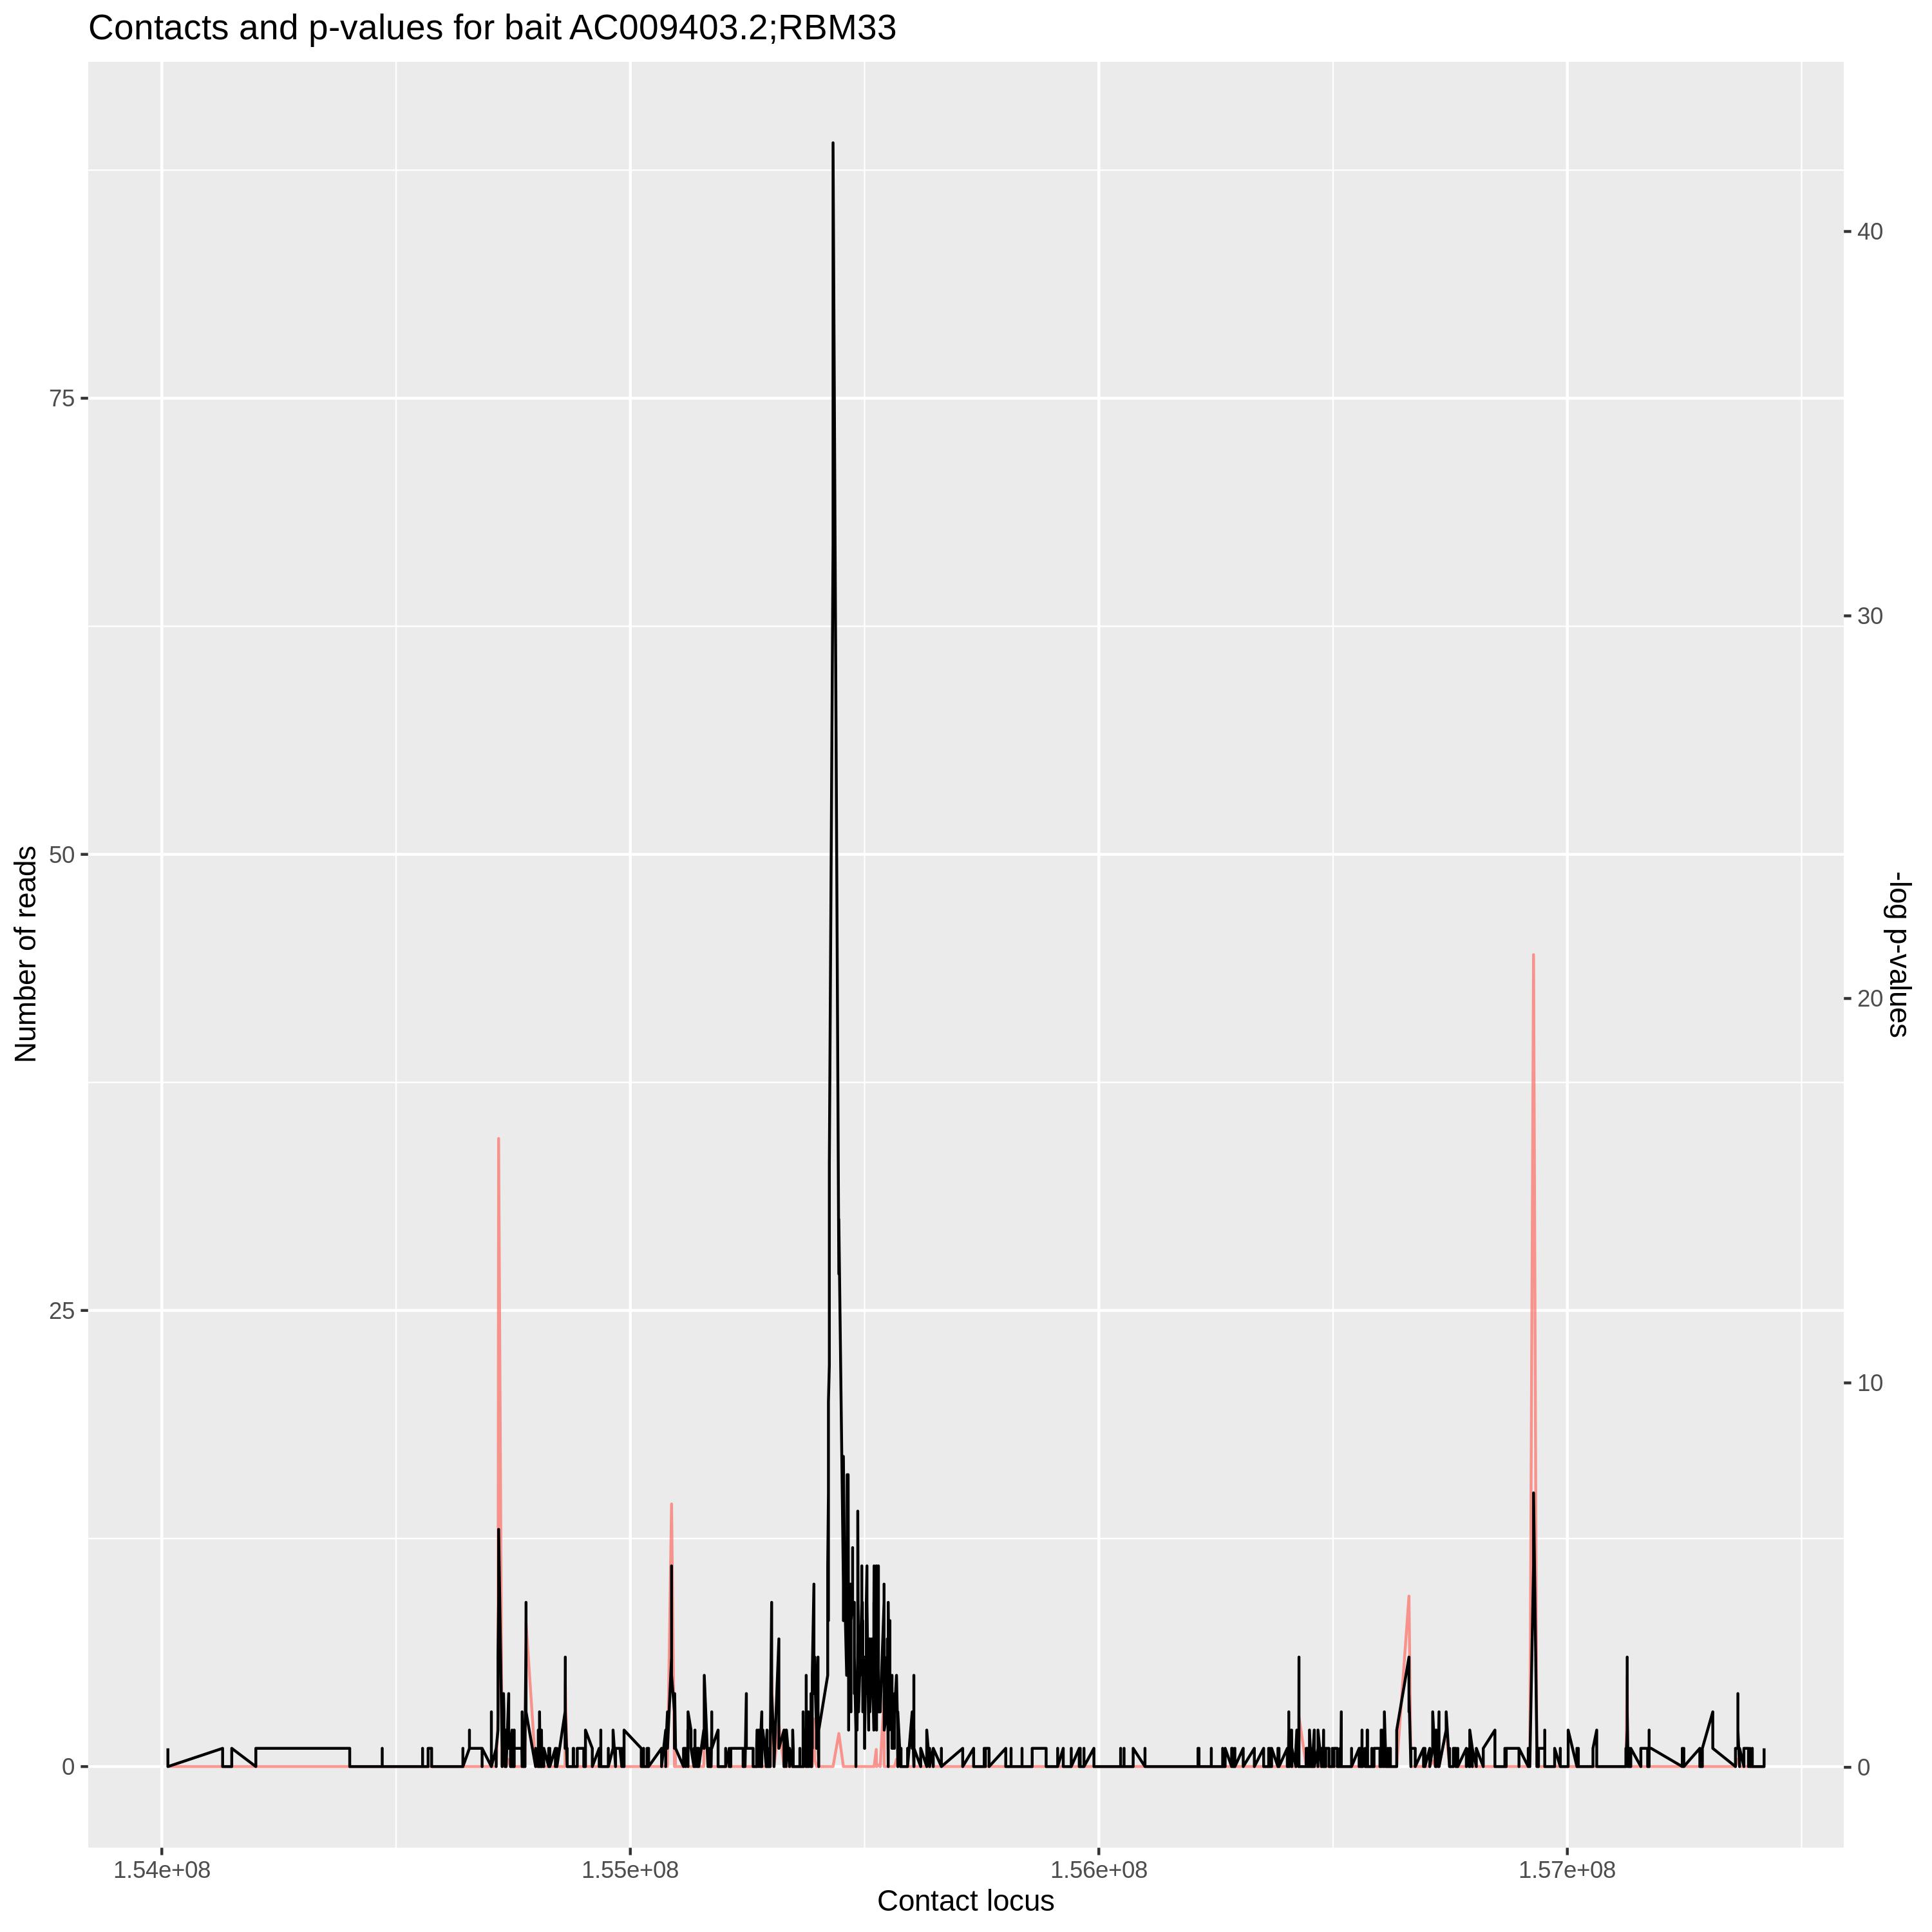 Contacts and p-values for bait AC009403.2;RBM33
75
50
25
0
Number of reads
40
30
20
10
0
-log p-values
1.54e+08
1.55e+08
1.56e+08
1.57e+08
Contact locus